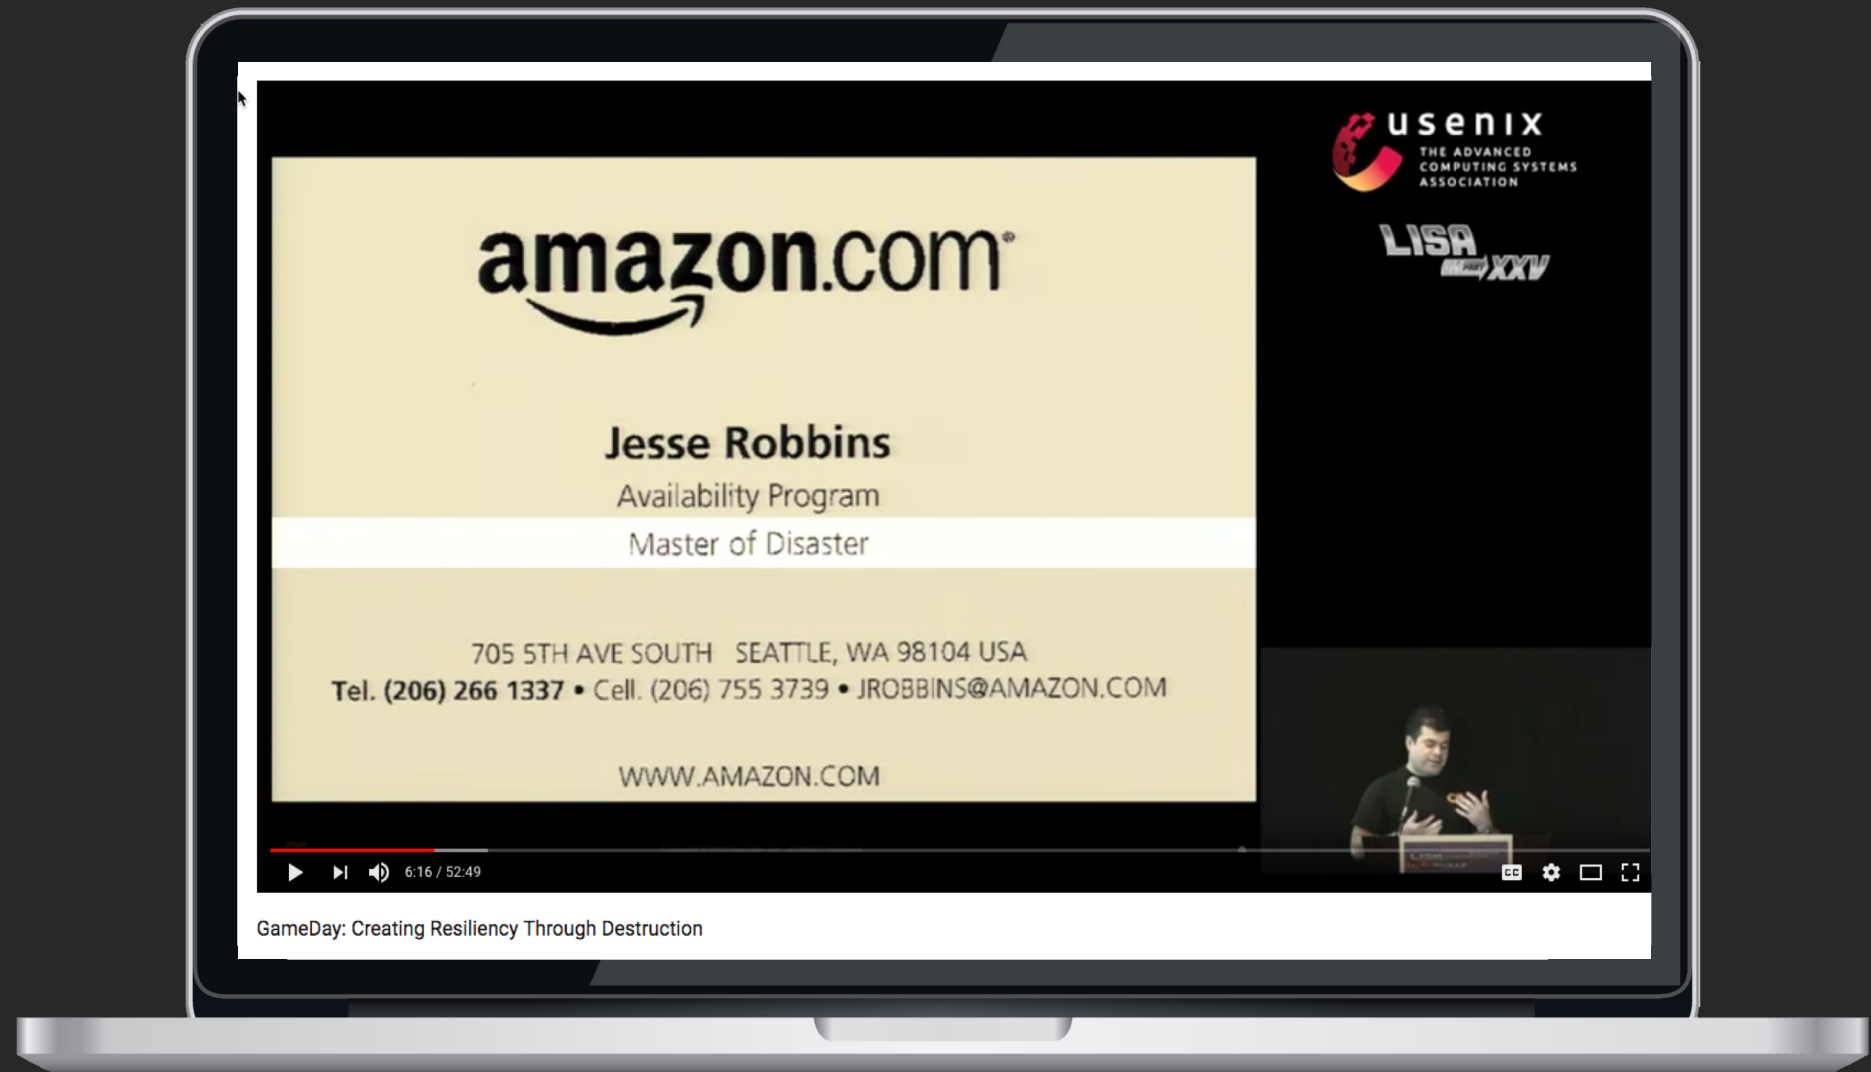 usenix
THE ADVANCED
COMPUTING SYSTEMS
ASSOCIATION
LISA
PART XXV
amazon.com®
Jesse Robbins
Availability Program
Master of Disaster
705 5TH AVE SOUTH SEATTLE, WA 98104 USA
Tel. (206) 266 1337 • Cell. (206) 755 3739 • JROBBINS@AMAZON.COM
WWW.AMAZON.COM
6:16 / 52:49
CC
GameDay: Creating Resiliency Through Destruction